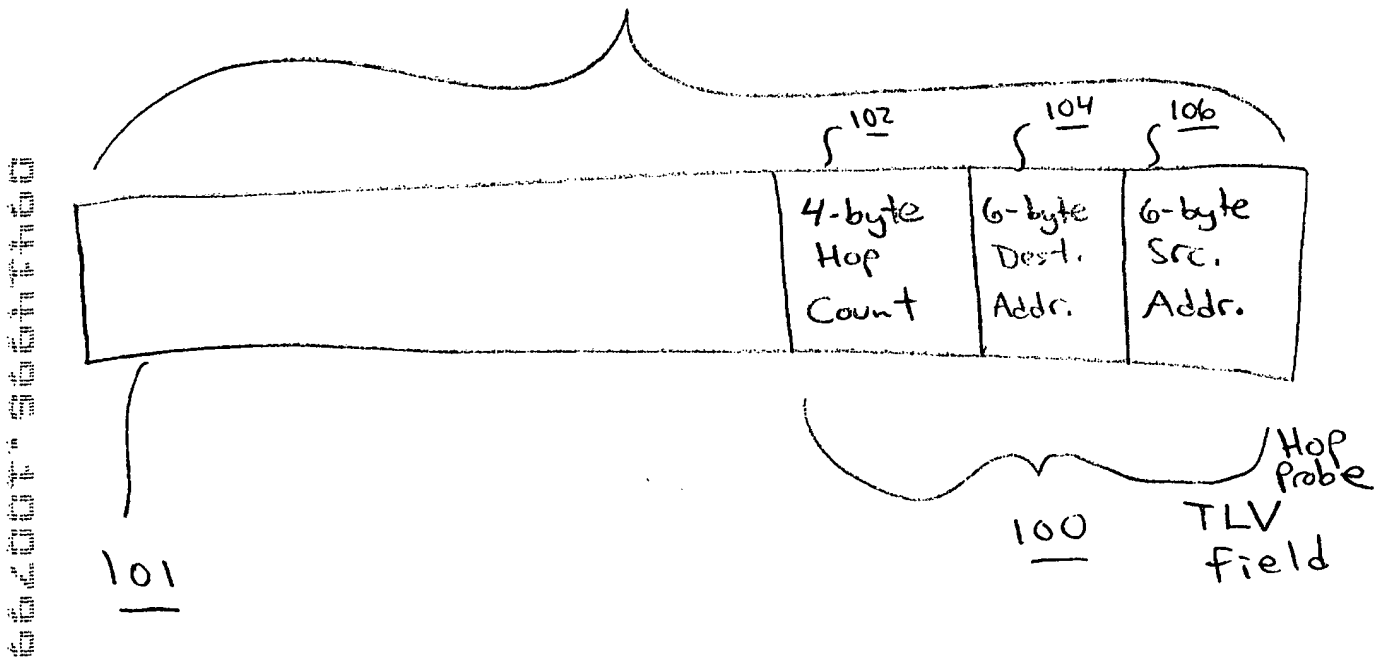 102
104
106
4-byte
Hop
Count
6-byte
Dest.
Addr.
6-byte
Src.
Addr.
101
100
Hop
Probe
TLV
field